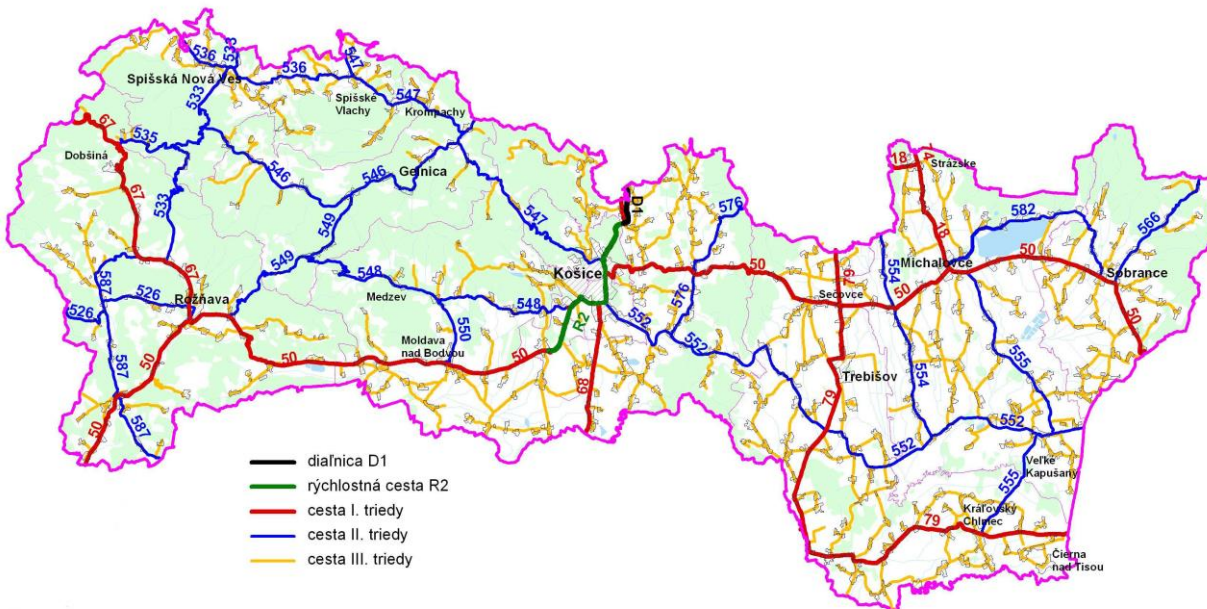 536
533
Spišská Nová Ves
536
547
547
Spišské
Vlachy
Krompachy
533
67
535
Dobšiná
546
546
Gelnica
67
533
549
547
D1
576
18
74
Strážske
582
566
18
50
Michalovce
Sobrance
Košice
50
79
554
50
50
Sečovce
549
548
Medzev
67
587
526
Rožňava
526
548
R2
552
576
552
550
Moldava
nad Bodvou
50
50
68
50
587
50
587
Trebišov
79
554
555
552
552
Veľké
Kapušany
555
Kráľovský
Chlmec
79
Čierna
nad Tisou
diaľnica D1
rýchlostná cesta R2
cesta I. triedy
cesta II. triedy
cesta III. triedy